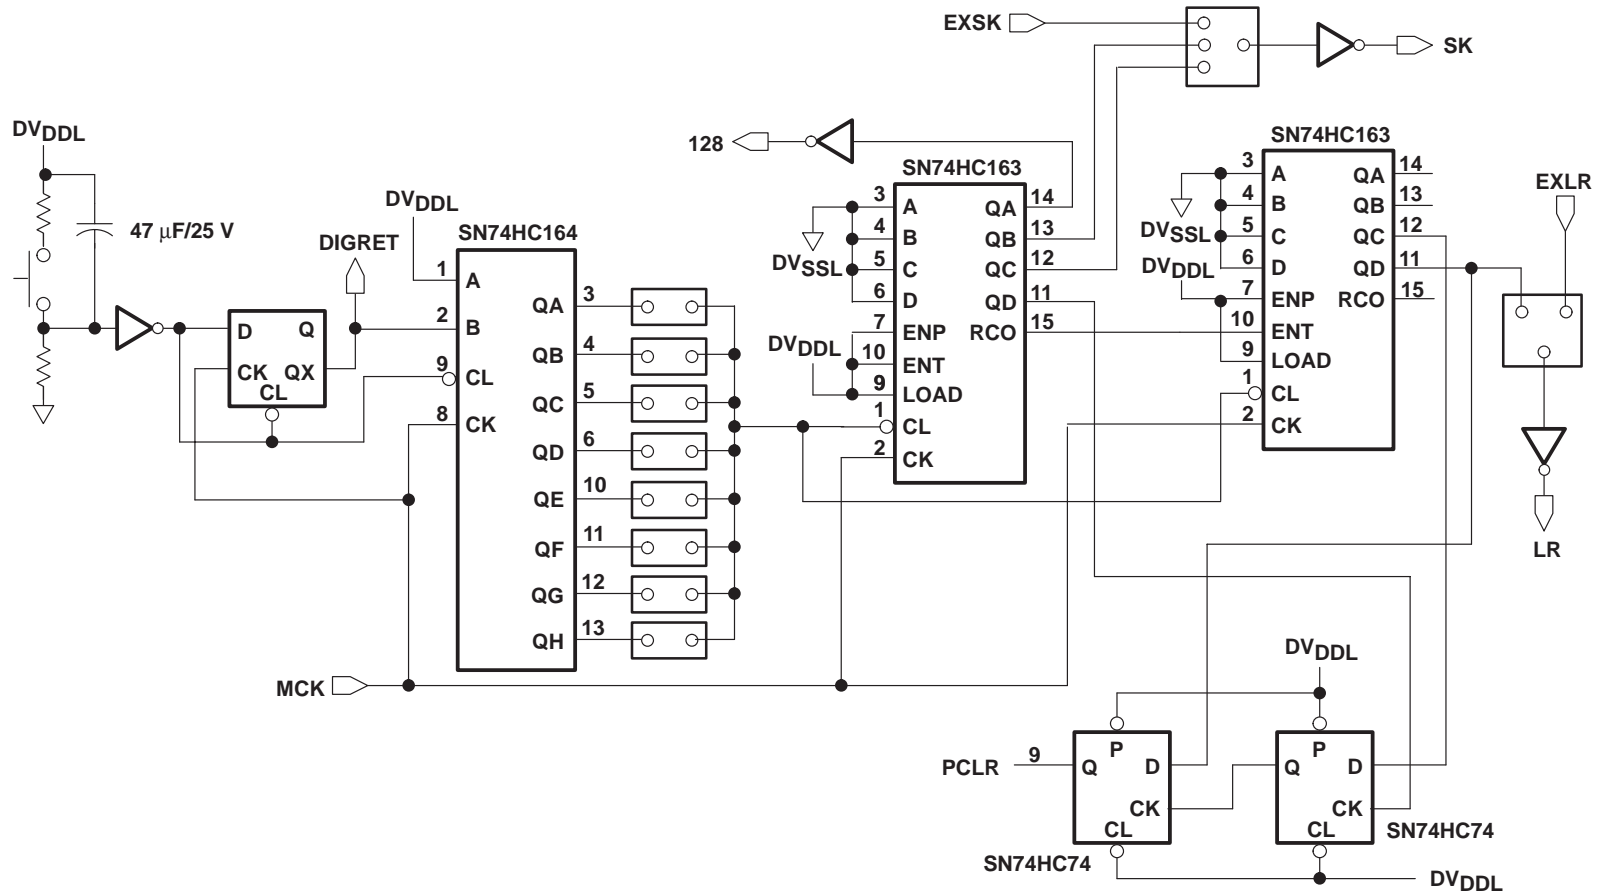 EXSK
SK
DVDDL
47 μF/25 V
128
DVDDL
DIGRET
SN74HC164
1 A
2 B
9 CL
8 CK
QA 3
QB 4
QC 5
QD 6
QE 10
QF 11
QG 12
QH 13
D Q
CK QX
CL
MCK
SN74HC163
3 A
4 B
5 C
6 D
7 ENP
10 ENT
9 LOAD
1 CL
2 CK
QA 14
QB 13
QC 12
QD 11
RCO 15
DVSSL
DVDDL
SN74HC163
3 A
4 B
5 C
6 D
7 ENP
10 ENT
9 LOAD
1 CL
2 CK
QA 14
QB 13
QC 12
QD 11
RCO 15
DVSSL
DVDDL
EXLR
LR
DVDDL
PCLR 9
P
Q D
CK
CL
SN74HC74
P
Q D
CK
CL
SN74HC74
DVDDL